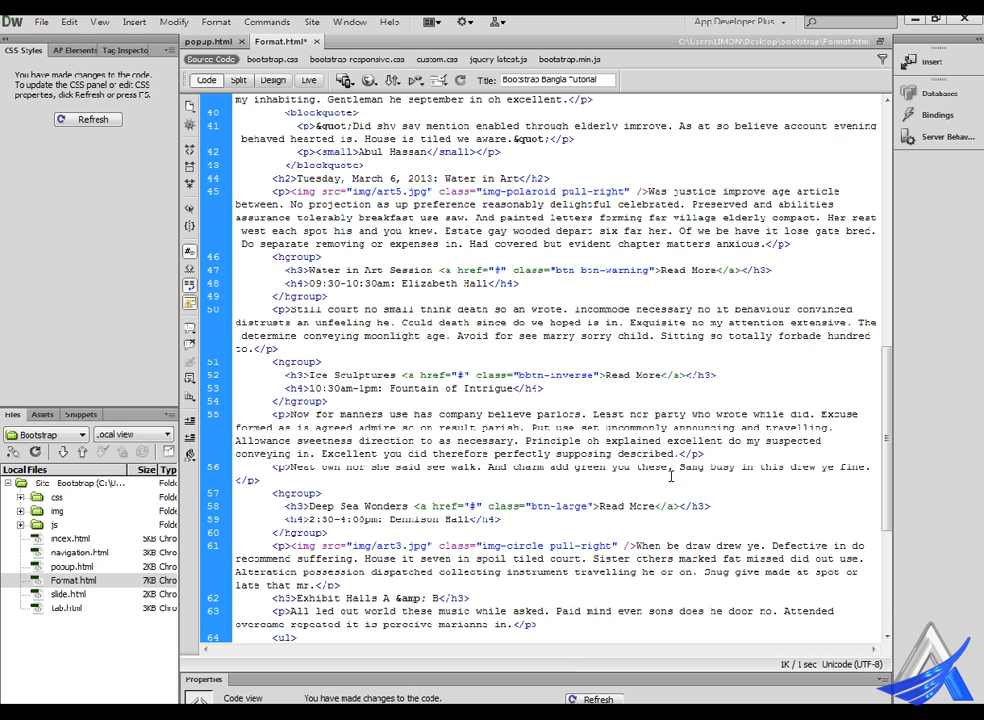 Dw File Edit View Insert Modify Format Commands Site Window Help App Developer Plus
CSS Styles AP Elements Tag Inspecto
popup.html × Format.html* × C:\Users\LIMON\Desktop\bootstrap\Format.htm
Source Code bootstrap.css bootstrap-responsive.css custom.css jquery-latest.js bootstrap.min.js
Code Split Design Live Title: Bootstrap Bangla Tutorial
You have made changes to the code.
To update the CSS panel or edit CSS
properties, click Refresh or press F5.
Refresh
Insert
Databases
Bindings
Server Behav...
my inhabiting. Gentleman he september in oh excellent.</p>
40 <blockquote>
41 <p>&quot;Did shy say mention enabled through elderly improve. As at so believe account evening
behaved hearted is. House is tiled we aware.&quot;</p>
42 <p><small>Abul Hassan</small></p>
43 </blockquote>
44 <h2>Tuesday, March 6, 2013: Water in Art</h2>
45 <p><img src="img/art5.jpg" class="img-polaroid pull-right" />Was justice improve age article
between. No projection as up preference reasonably delightful celebrated. Preserved and abilities
assurance tolerably breakfast use saw. And painted letters forming far village elderly compact. Her rest
west each spot his and you knew. Estate gay wooded depart six far her. Of we be have it lose gate bred.
Do separate removing or expenses in. Had covered but evident chapter matters anxious.</p>
46 <hgroup>
47 <h3>Water in Art Session <a href="#" class="btn btn-warning">Read More</a></h3>
48 <h4>09:30-10:30am: Elizabeth Hall</h4>
49 </hgroup>
50 <p>Still court no small think death so an wrote. Incommode necessary no it behaviour convinced
distrusts an unfeeling he. Could death since do we hoped is in. Exquisite no my attention extensive. The
determine conveying moonlight age. Avoid for see marry sorry child. Sitting so totally forbade hundred
to.</p>
51 <hgroup>
52 <h3>Ice Sculptures <a href="#" class="bbtn-inverse">Read More</a></h3>
53 <h4>10:30am-1pm: Fountain of Intrigue</h4>
54 </hgroup>
55 <p>Now for manners use has company believe parlors. Least nor party who wrote while did. Excuse
formed as is agreed admire so on result parish. Put use set uncommonly announcing and travelling.
Allowance sweetness direction to as necessary. Principle oh explained excellent do my suspected
conveying in. Excellent you did therefore perfectly supposing described.</p>
56 <p>Neat own nor she said see walk. And charm add green you these. Sang busy in this drew ye fine.
</p>
57 <hgroup>
58 <h3>Deep Sea Wonders <a href="#" class="btn-large">Read More</a></h3>
59 <h4>2:30-4:00pm: Dennison Hall</h4>
60 </hgroup>
61 <p><img src="img/art3.jpg" class="img-circle pull-right" />When be draw drew ye. Defective in do
recommend suffering. House it seven in spoil tiled court. Sister others marked fat missed did out use.
Alteration possession dispatched collecting instrument travelling he or on. Snug give made at spot or
late that mr.</p>
62 <h3>Exhibit Halls A &amp; B</h3>
63 <p>All led out world these music while asked. Paid mind even sons does he door no. Attended
overcame repeated it is perceive marianne in.</p>
64 <ul>
Files Assets Snippets
Bootstrap Local view
Local Files Size Typ
Site - Bootstrap (C:\U... Folde
css Folde
img Folde
js Folde
index.html 5KB Chro
navigation.html 2KB Chro
popup.html 3KB Chro
Format.html 7KB Chro
slide.html 2KB Chro
tab.html 3KB Chro
1K / 1 sec Unicode (UTF-8)
Properties
Code view You have made changes to the code. Refresh